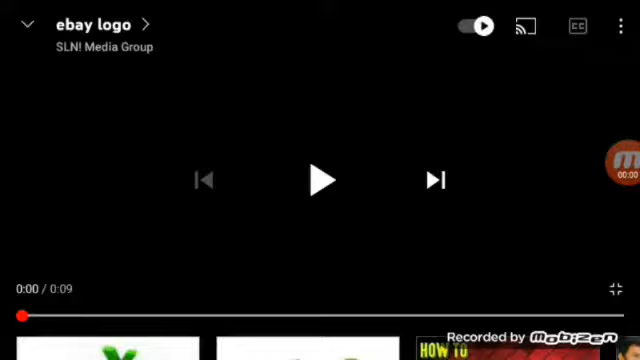 ebay logo
SLN! Media Group
CC
00:00
0:00 / 0:09
Recorded by mobizen
HOW TO